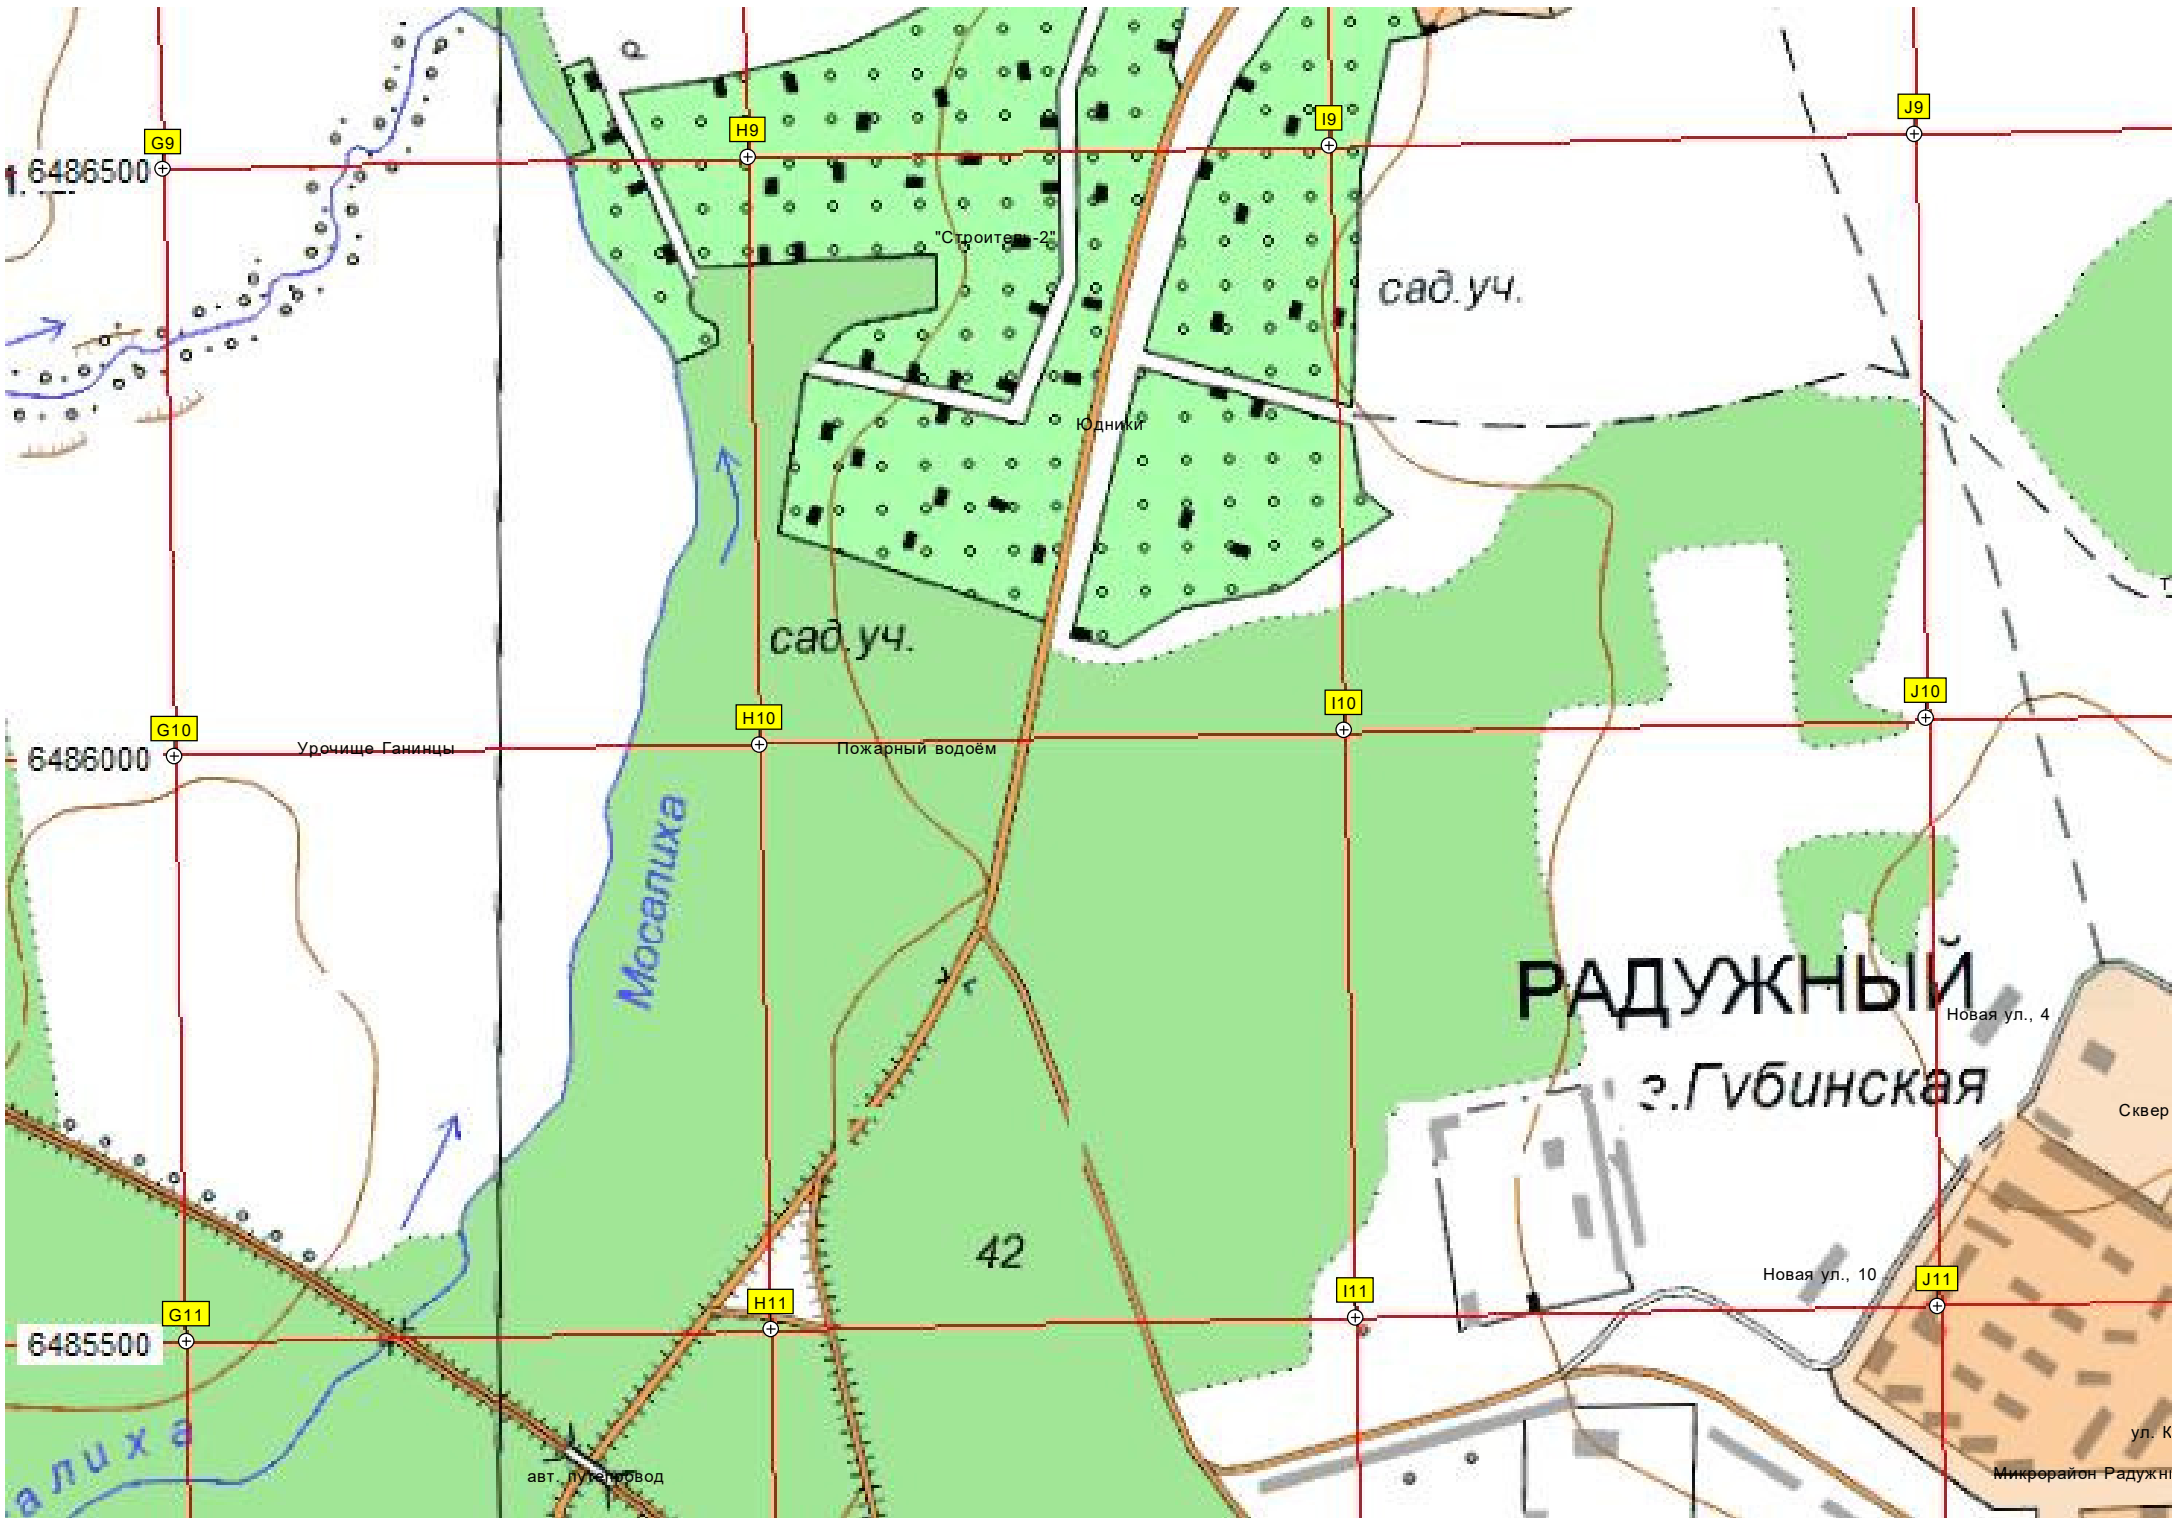 р
G9
H9
I9
J9
6486500
"Строитель-2"
сад.уч.
Юдники
сад.уч.
G10
H10
I10
J10
6486000
Урочище Ганинцы
Пожарный водоём
Мосалиха
РАДУЖНЫЙ
Новая ул., 4
г.Губинская
Сквер
42
Новая ул., 10
G11
H11
I11
J11
6485500
алиха
ул. К
авт. путепровод
Микрорайон Радужн